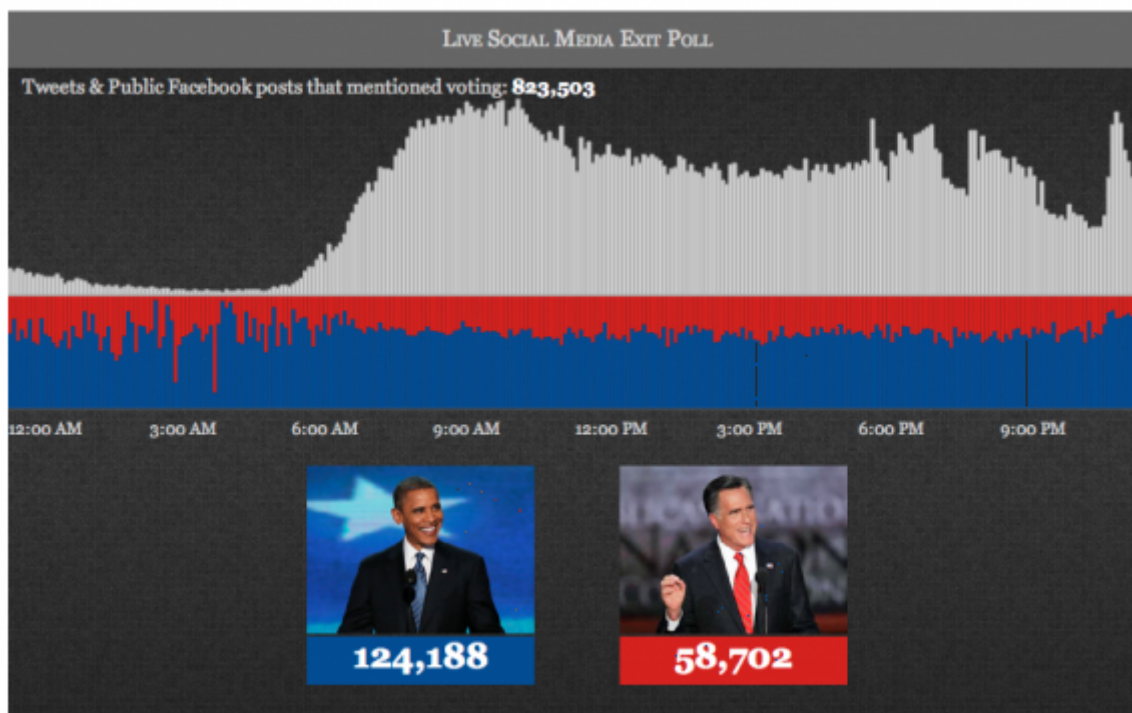 Live Social Media Exit Poll
Tweets & Public Facebook posts that mentioned voting: 823,503
12:00 AM 3:00 AM 6:00 AM 9:00 AM 12:00 PM 3:00 PM 6:00 PM 9:00 PM
124,188 58,702